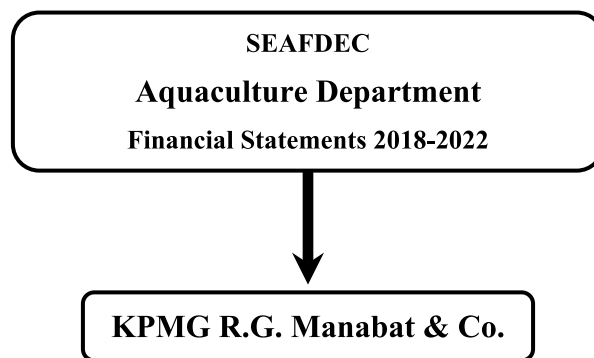 SEAFDEC
Aquaculture Department
Financial Statements 2018-2022
KPMG R.G. Manabat & Co.